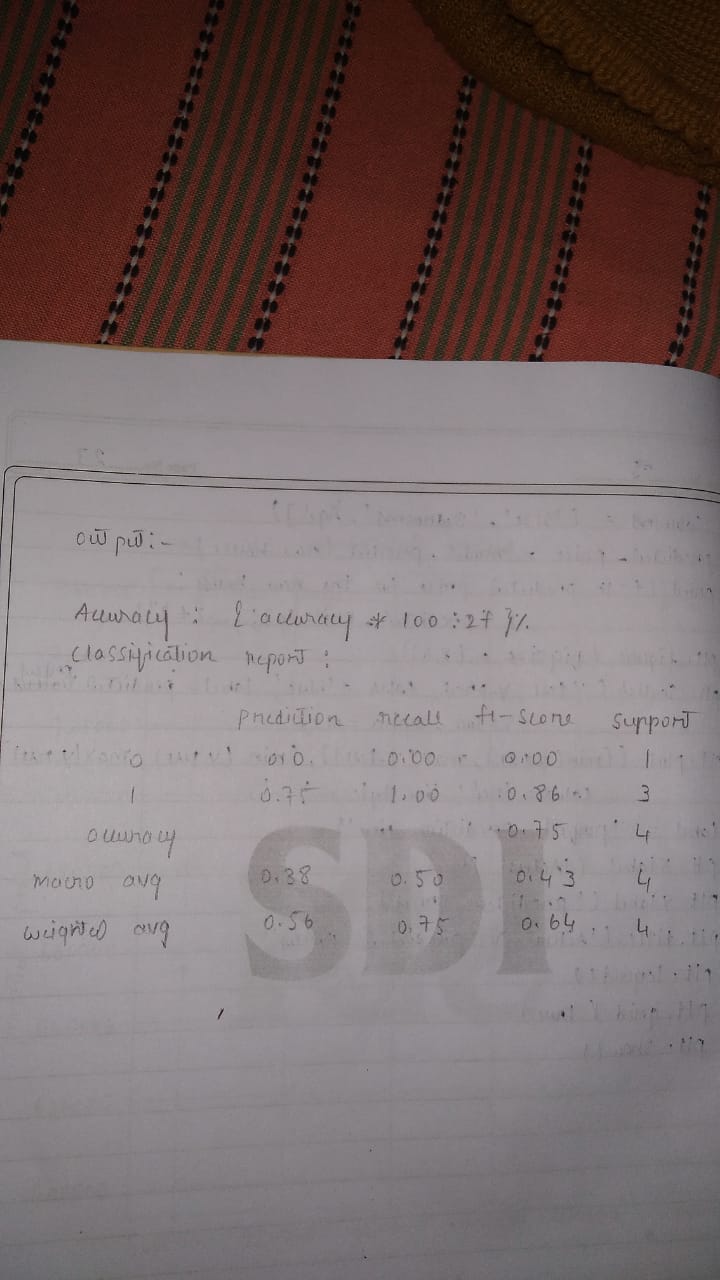 output:-
Accuracy : {accuracy * 100 : 2f }%
classification report :
prediction recall f1-score support
0 0.0 0.00 0.00 1
1 0.75 1.00 0.86 3
accuracy 0.75 4
macro avg 0.38 0.50 0.43 4
weighted avg 0.56 0.75 0.64 4
SDI